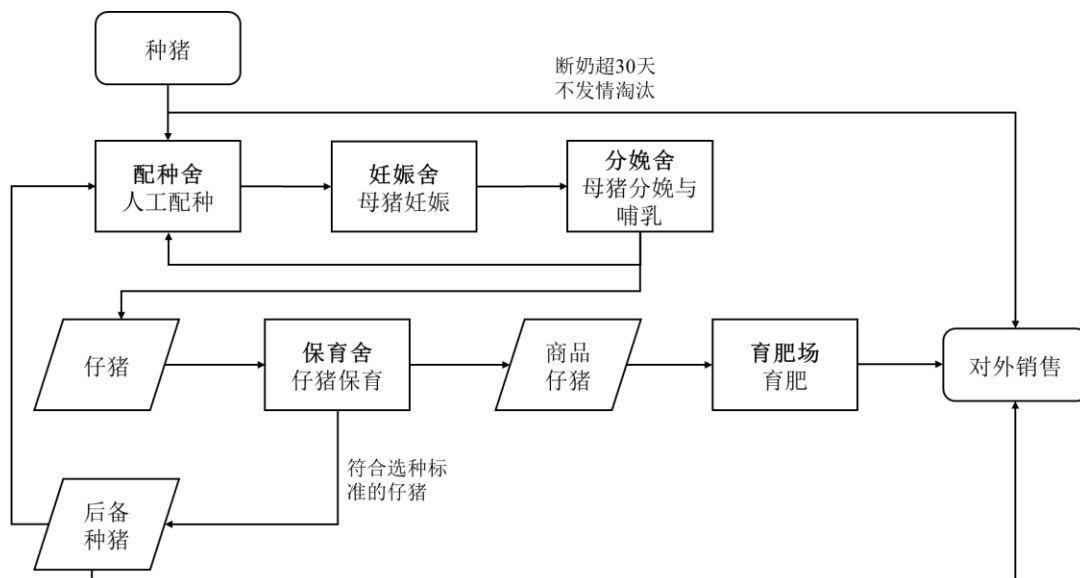 种猪
断奶超30天
不发情淘汰
配种舍
人工配种
妊娠舍
母猪妊娠
分娩舍
母猪分娩与
哺乳
仔猪
保育舍
仔猪保育
商品
仔猪
育肥场
育肥
对外销售
符合选种标
准的仔猪
后备
种猪